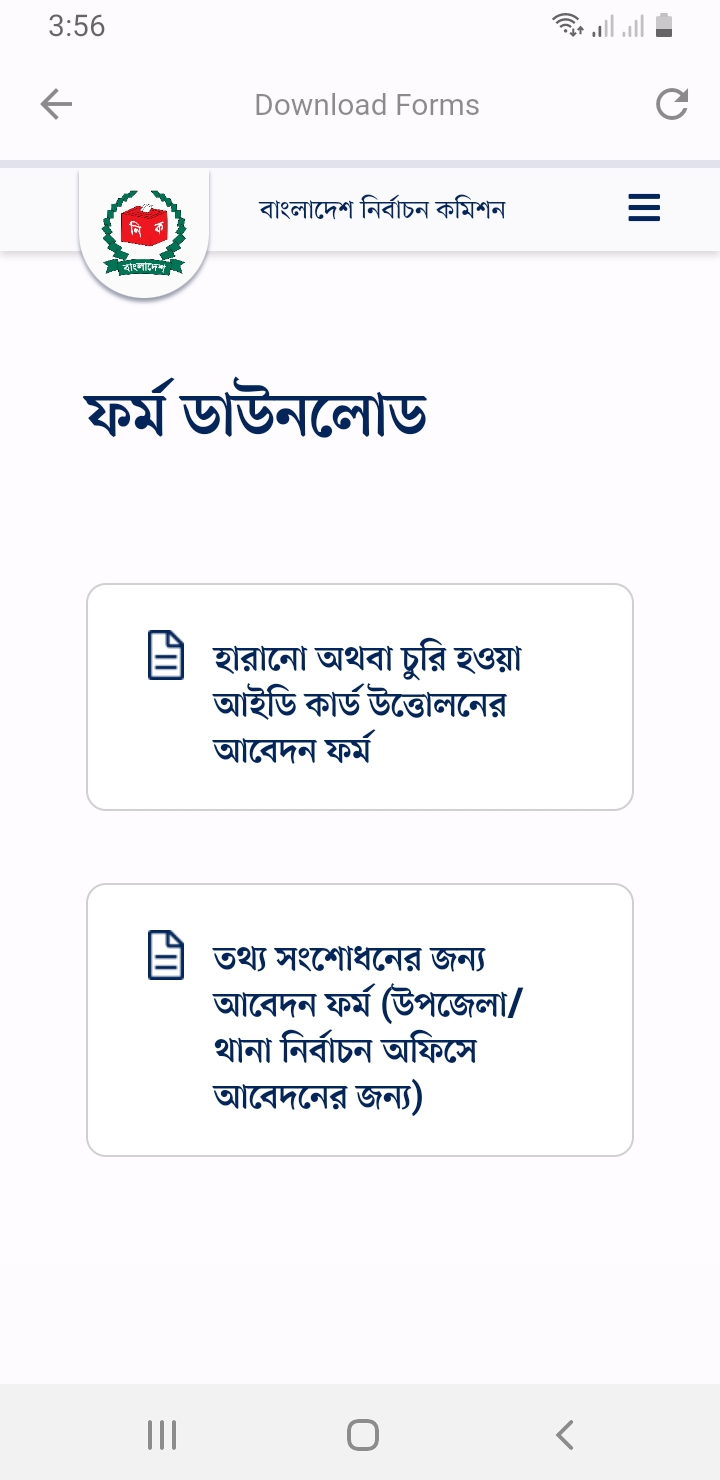 3:56
Download Forms
বাংলাদেশ নির্বাচন কমিশন
নি ক
বাংলাদেশ
ফর্ম ডাউনলোড
হারানো অথবা চুরি হওয়া
আইডি কার্ড উত্তোলনের
আবেদন ফর্ম
তথ্য সংশোধনের জন্য
আবেদন ফর্ম (উপজেলা/
থানা নির্বাচন অফিসে
আবেদনের জন্য)